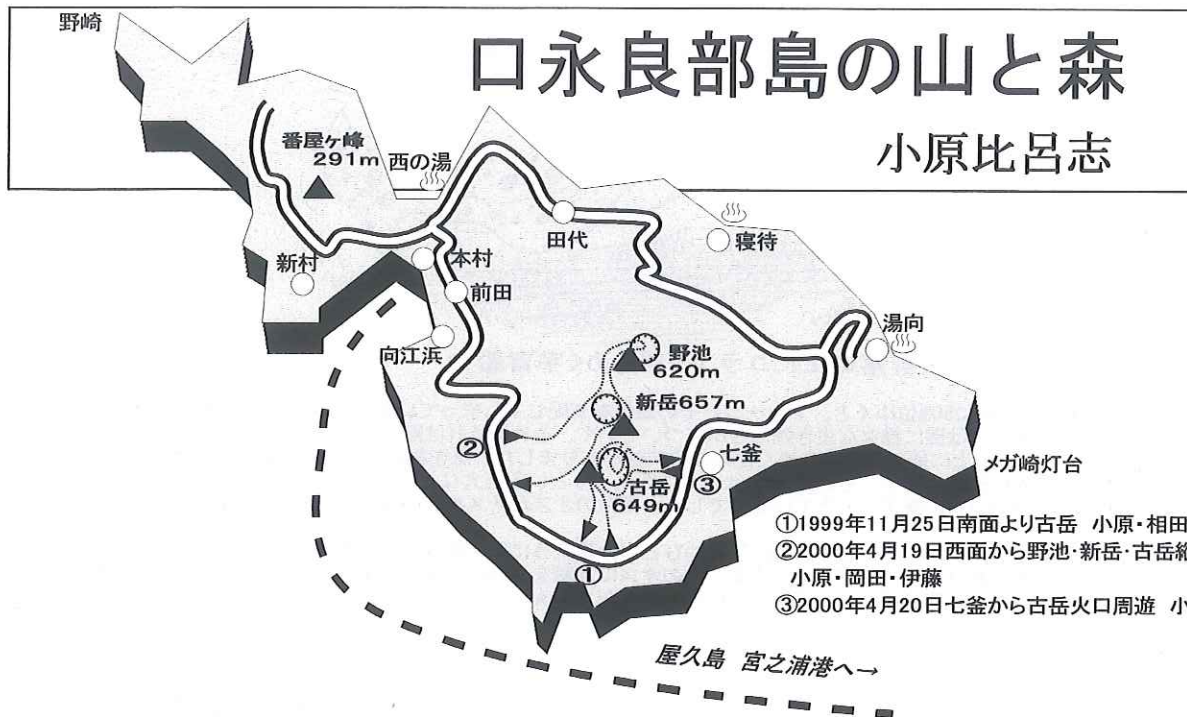 野崎
口永良部島の山と森
小原比呂志
番屋ヶ峰
291m
西の湯
田代
寝待
新村
本村
前田
湯向
向江浜
野池
620m
新岳657m
②
七釜
③
メガ崎灯台
古岳
649m
①
①1999年11月25日南面より古岳 小原・相田
②2000年4月19日西面から野池・新岳・古岳
小原・岡田・伊藤
③2000年4月20日七釜から古岳火口周遊 小
屋久島 宮之浦港へ→